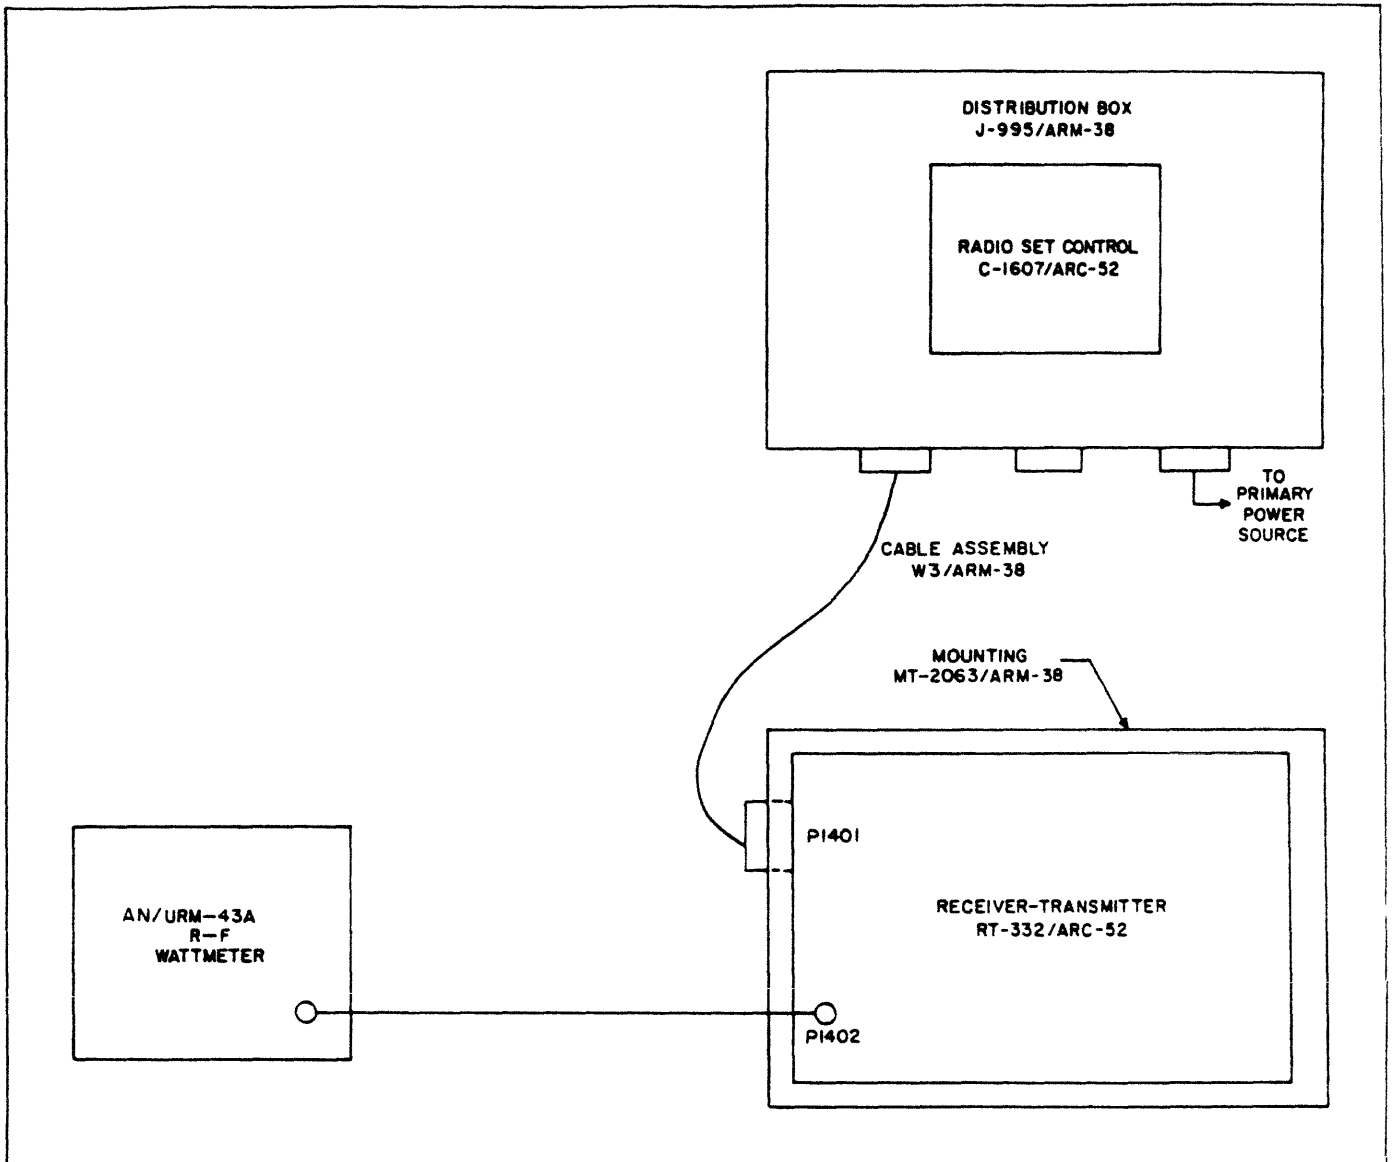 DISTRIBUTION BOX
J-995/ARM-38
RADIO SET CONTROL
C-1607/ARC-52
TO
PRIMARY
POWER
SOURCE
CABLE ASSEMBLY
W3/ARM-38
MOUNTING
MT-2063/ARM-38
P1401
AN/URM-43A
R-F
WATTMETER
RECEIVER-TRANSMITTER
RT-332/ARC-52
P1402